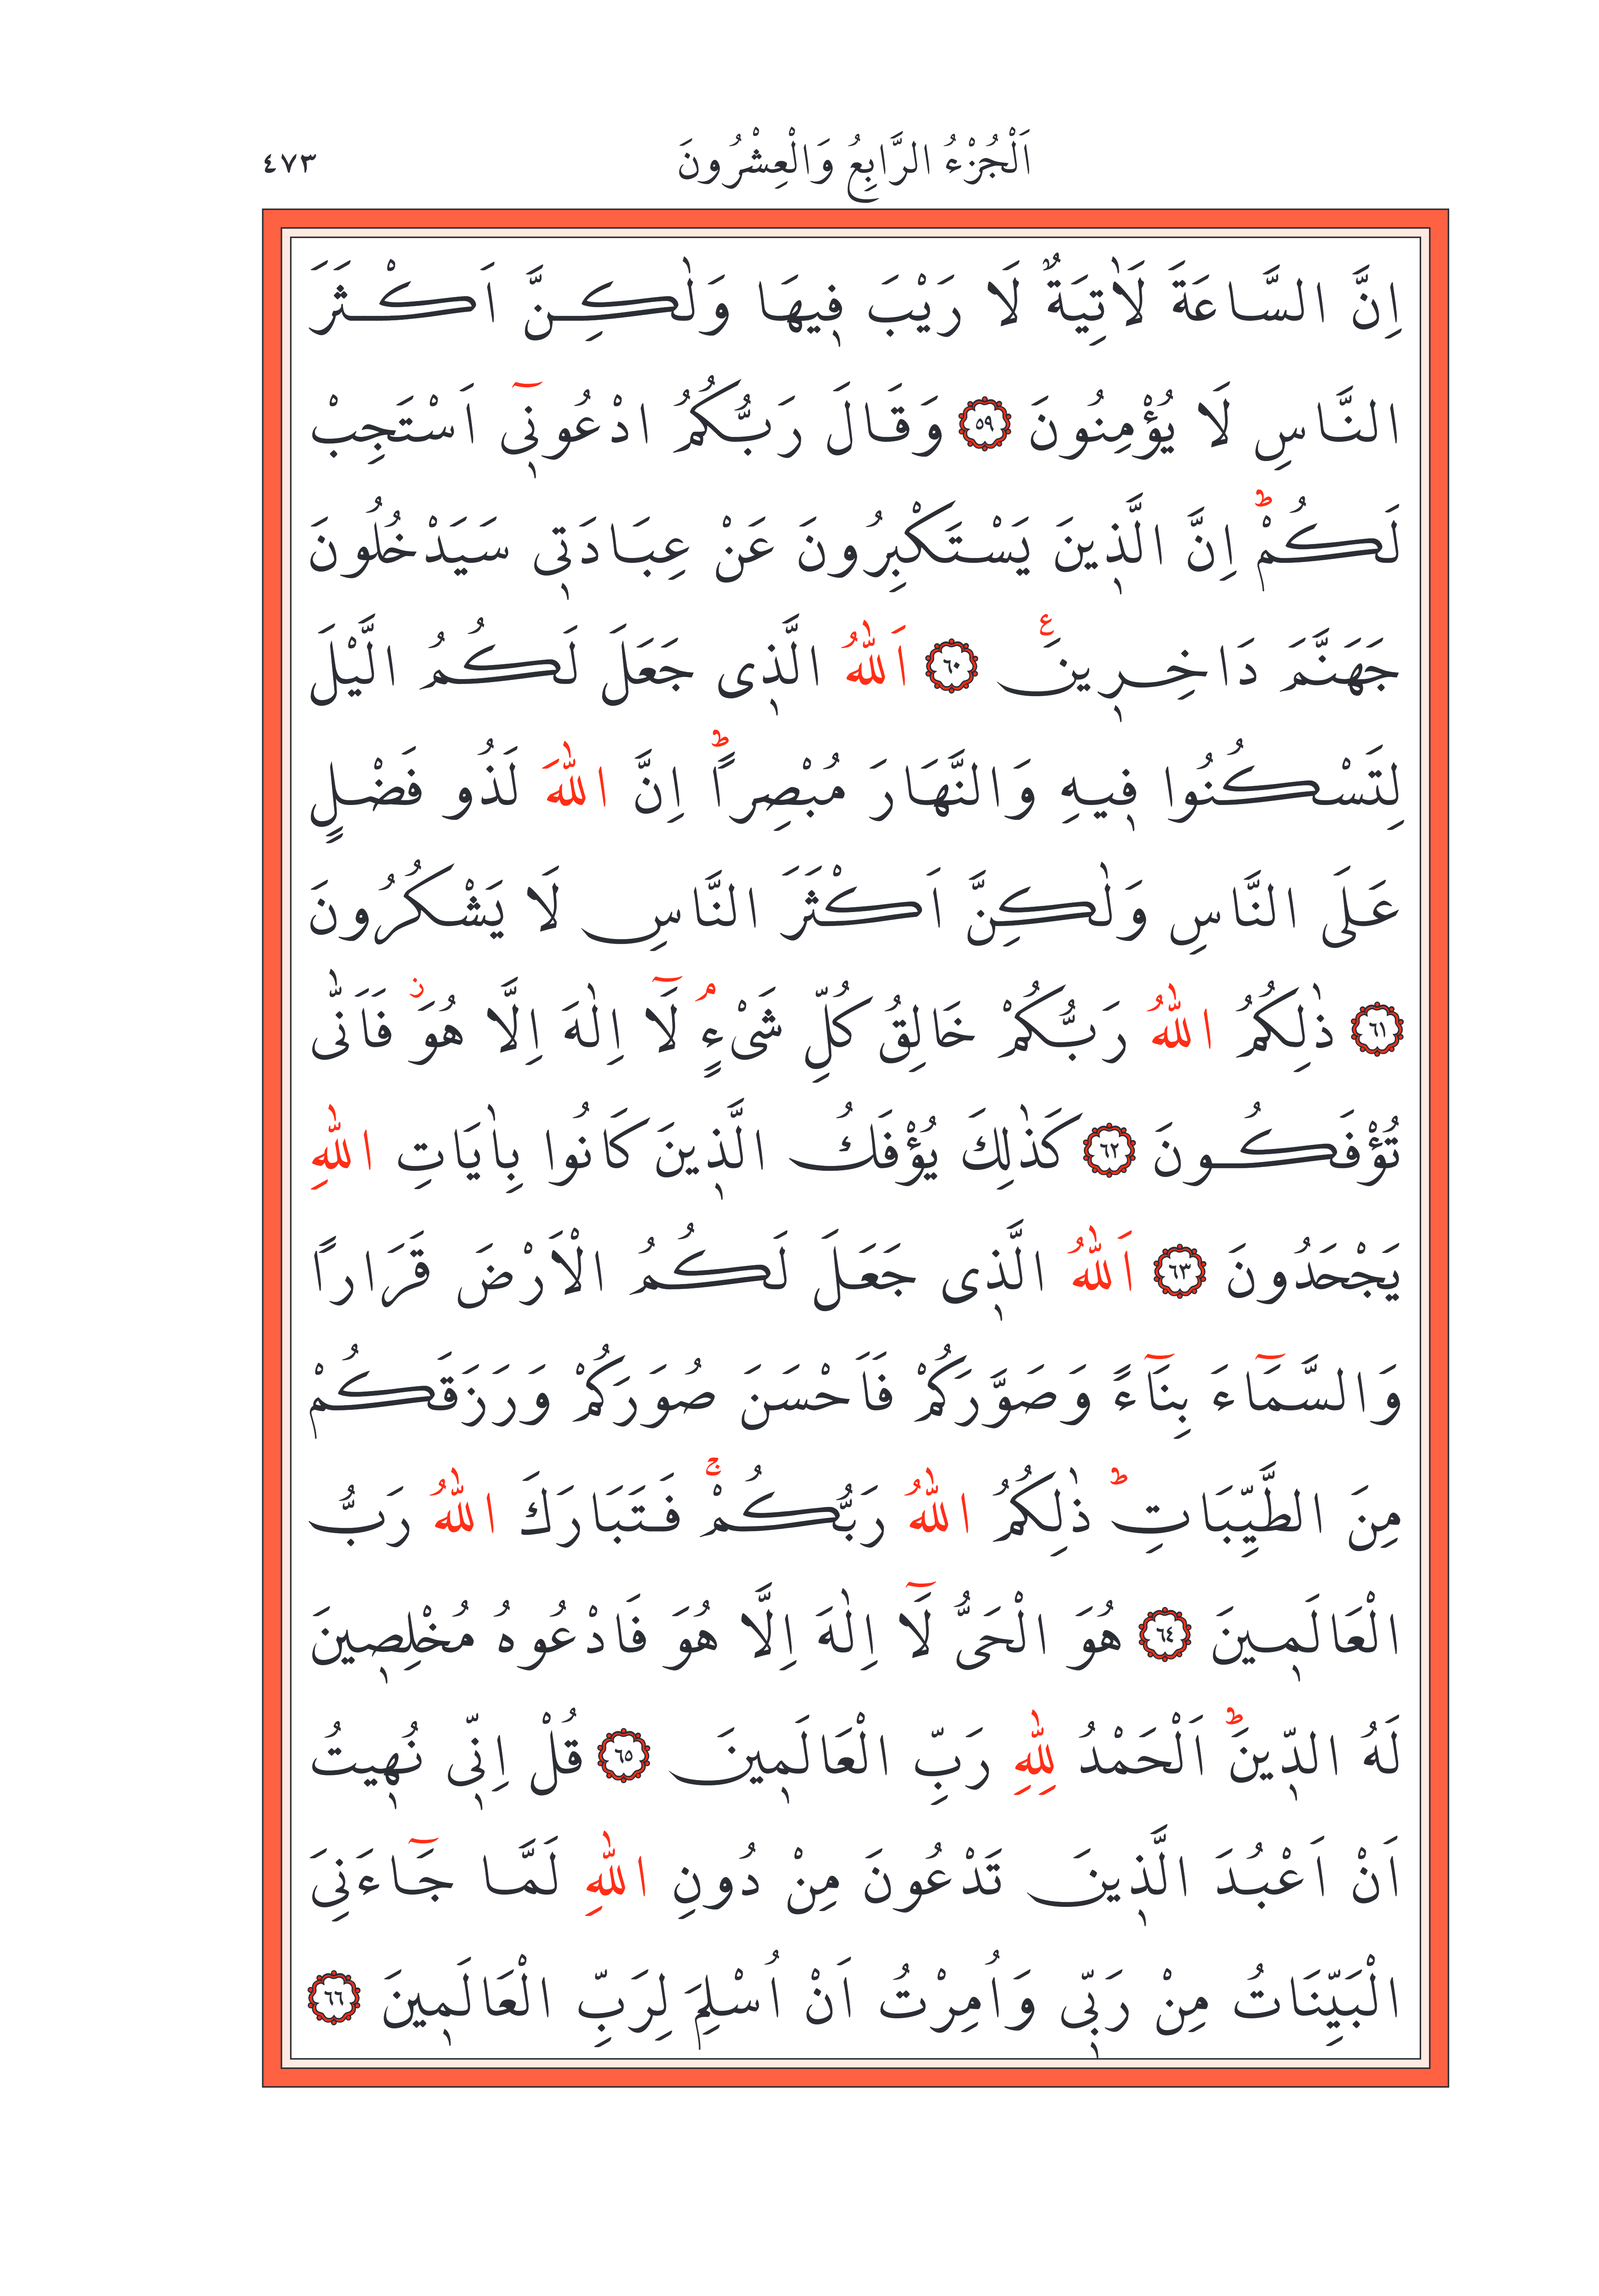 اَلْجُزْءُ الرَّابِعُ وَالْعِشْرُونَ ٤٧٣
اِنَّ السَّاعَةَ لَاٰتِيَةٌ لَا رَيْبَ فٖيهَا وَلٰكِنَّ اَكْثَرَ
النَّاسِ لَا يُؤْمِنُونَ ٥٩ وَقَالَ رَبُّكُمُ ادْعُونٖٓى اَسْتَجِبْ
لَكُمْؕ اِنَّ الَّذٖينَ يَسْتَكْبِرُونَ عَنْ عِبَادَتٖى سَيَدْخُلُونَ
جَهَنَّمَ دَاخِرٖينَࣖ ٦٠ اَللّٰهُ الَّذٖى جَعَلَ لَكُمُ الَّيْلَ
لِتَسْكُنُوا فٖيهِ وَالنَّهَارَ مُبْصِراًؕ اِنَّ اللّٰهَ لَذُو فَضْلٍ
عَلَى النَّاسِ وَلٰكِنَّ اَكْثَرَ النَّاسِ لَا يَشْكُرُونَ
٦١ ذٰلِكُمُ اللّٰهُ رَبُّكُمْ خَالِقُ كُلِّ شَىْءٍۢ لَٓا اِلٰهَ اِلَّا هُوَؗ فَاَنّٰى
تُؤْفَكُونَ ٦٢ كَذٰلِكَ يُؤْفَكُ الَّذٖينَ كَانُوا بِاٰيَاتِ اللّٰهِ
يَجْحَدُونَ ٦٣ اَللّٰهُ الَّذٖى جَعَلَ لَكُمُ الْاَرْضَ قَرَاراً
وَالسَّمَٓاءَ بِنَٓاءً وَصَوَّرَكُمْ فَاَحْسَنَ صُوَرَكُمْ وَرَزَقَكُمْ
مِنَ الطَّيِّبَاتِؕ ذٰلِكُمُ اللّٰهُ رَبُّكُمْۚ فَتَبَارَكَ اللّٰهُ رَبُّ
الْعَالَمٖينَ ٦٤ هُوَ الْحَىُّ لَٓا اِلٰهَ اِلَّا هُوَ فَادْعُوهُ مُخْلِصٖينَ
لَهُ الدّٖينَؕ اَلْحَمْدُ لِلّٰهِ رَبِّ الْعَالَمٖينَ ٦٥ قُلْ اِنّٖى نُهٖيتُ
اَنْ اَعْبُدَ الَّذٖينَ تَدْعُونَ مِنْ دُونِ اللّٰهِ لَمَّا جَٓاءَنِىَ
الْبَيِّنَاتُ مِنْ رَبّٖى وَاُمِرْتُ اَنْ اُسْلِمَ لِرَبِّ الْعَالَمٖينَ ٦٦